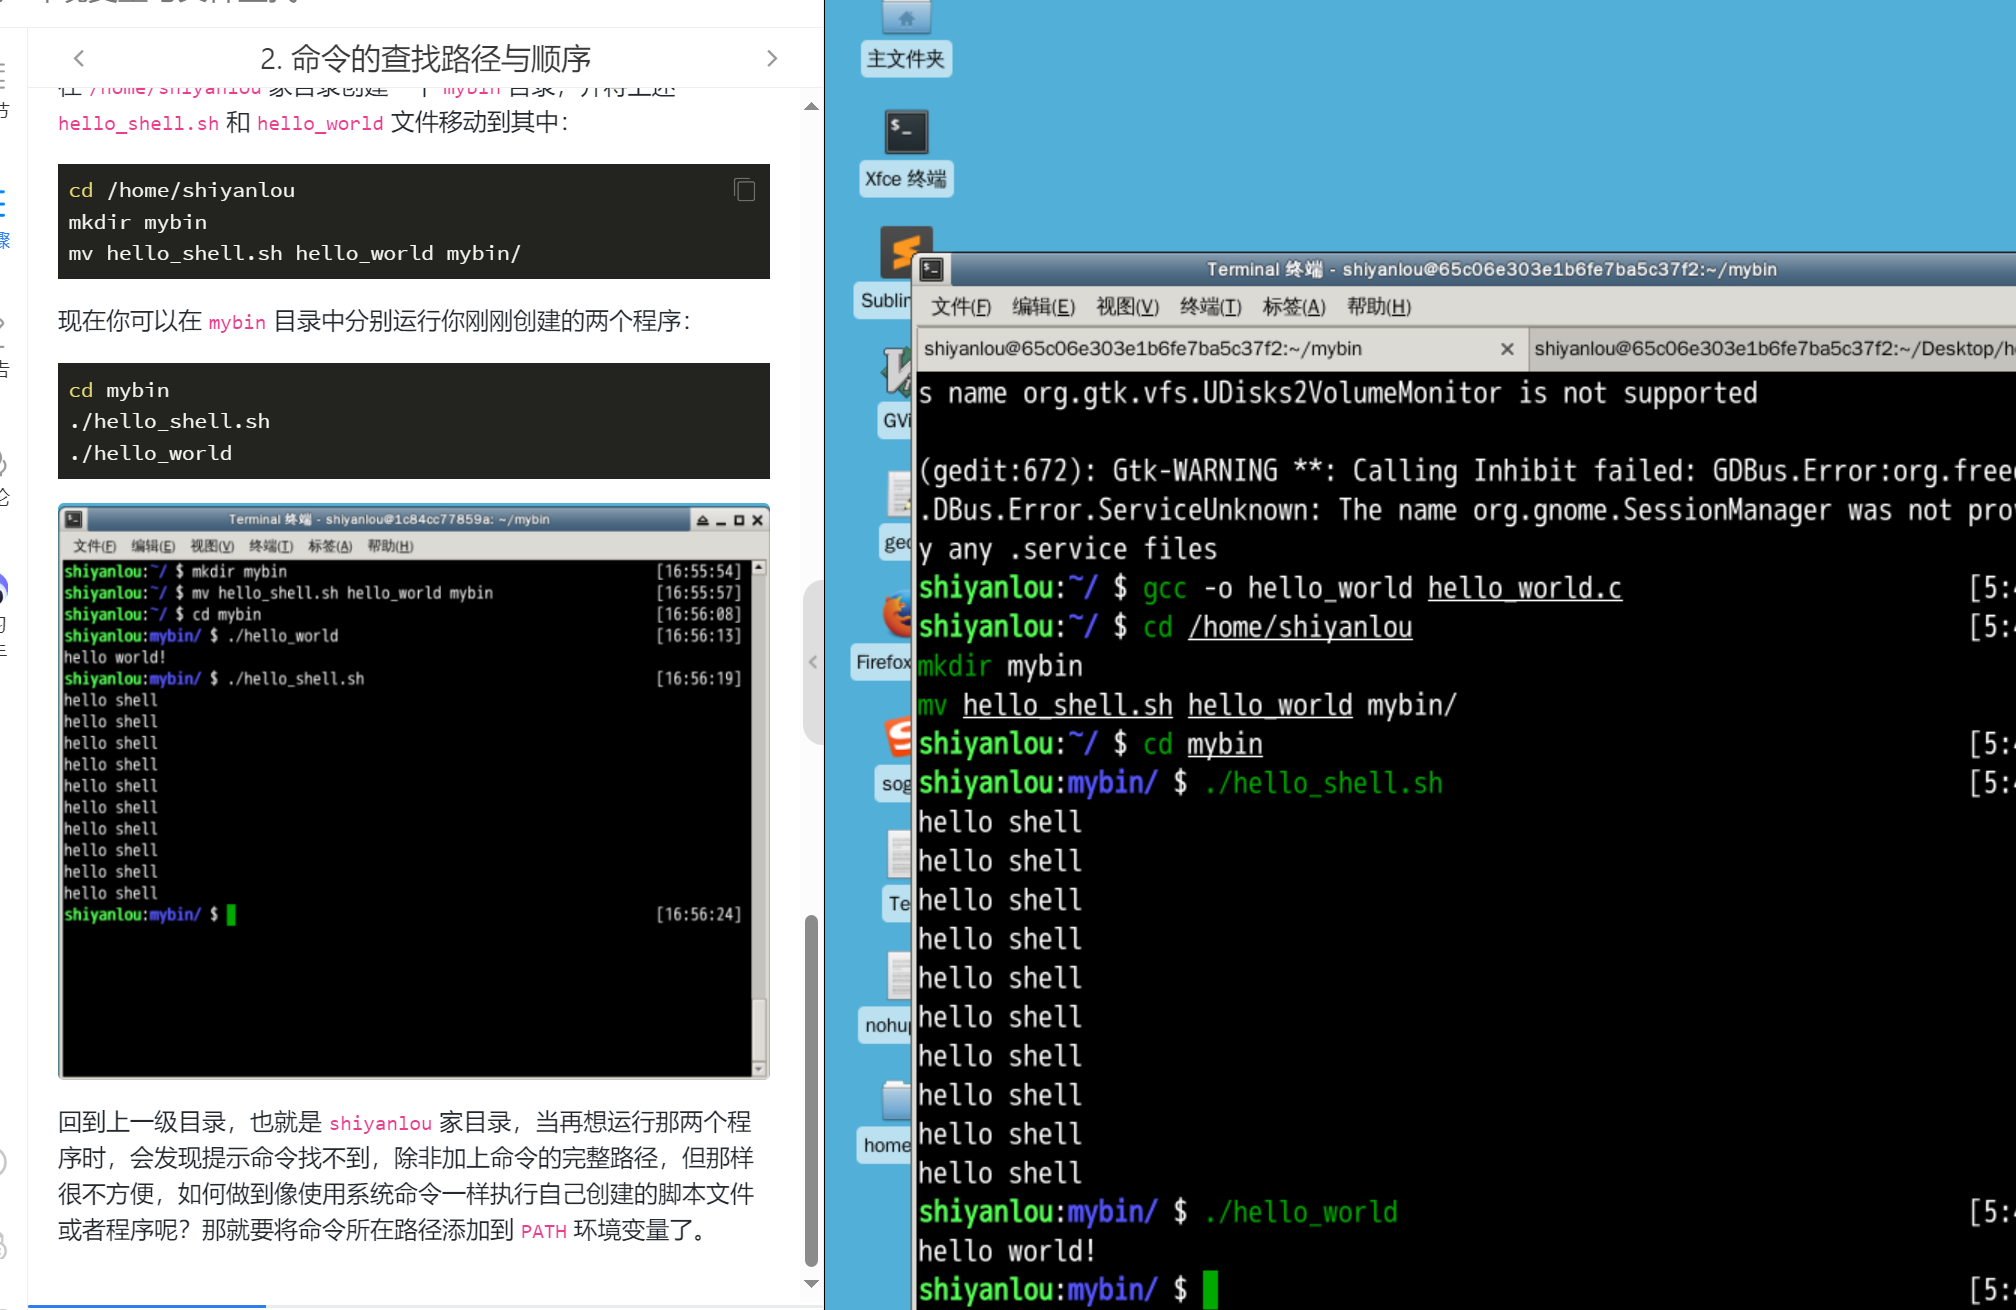 2. 命令的查找路径与顺序
hello_shell.sh 和 hello_world 文件移动到其中：
cd /home/shiyanlou
mkdir mybin
mv hello_shell.sh hello_world mybin/
现在你可以在 mybin 目录中分别运行你刚刚创建的两个程序：
cd mybin
./hello_shell.sh
./hello_world
Terminal 终端 - shiyanlou@1c84cc77859a: ~/mybin
文件(F) 编辑(E) 视图(V) 终端(T) 标签(A) 帮助(H)
shiyanlou:~/ $ mkdir mybin [16:55:54]
shiyanlou:~/ $ mv hello_shell.sh hello_world mybin [16:55:57]
shiyanlou:~/ $ cd mybin [16:56:08]
shiyanlou:mybin/ $ ./hello_world [16:56:13]
hello world!
shiyanlou:mybin/ $ ./hello_shell.sh [16:56:19]
hello shell
hello shell
hello shell
hello shell
hello shell
hello shell
hello shell
hello shell
hello shell
hello shell
shiyanlou:mybin/ $ [16:56:24]
回到上一级目录，也就是 shiyanlou 家目录，当再想运行那两个程
序时，会发现提示命令找不到，除非加上命令的完整路径，但那样
很不方便，如何做到像使用系统命令一样执行自己创建的脚本文件
或者程序呢？那就要将命令所在路径添加到 PATH 环境变量了。
主文件夹
Xfce 终端
Sublin
GVi
Firefox
sog
Te
nohu
home
Terminal 终端 - shiyanlou@65c06e303e1b6fe7ba5c37f2:~/mybin
文件(F) 编辑(E) 视图(V) 终端(T) 标签(A) 帮助(H)
shiyanlou@65c06e303e1b6fe7ba5c37f2:~/mybin
shiyanlou@65c06e303e1b6fe7ba5c37f2:~/Desktop/h
s name org.gtk.vfs.UDisks2VolumeMonitor is not supported
(gedit:672): Gtk-WARNING **: Calling Inhibit failed: GDBus.Error:org.free
.DBus.Error.ServiceUnknown: The name org.gnome.SessionManager was not pro
y any .service files
shiyanlou:~/ $ gcc -o hello_world hello_world.c [5:
shiyanlou:~/ $ cd /home/shiyanlou [5:
mkdir mybin
mv hello_shell.sh hello_world mybin/
shiyanlou:~/ $ cd mybin [5:
shiyanlou:mybin/ $ ./hello_shell.sh [5:
hello shell
hello shell
hello shell
hello shell
hello shell
hello shell
hello shell
hello shell
hello shell
hello shell
shiyanlou:mybin/ $ ./hello_world [5:
hello world!
shiyanlou:mybin/ $ [5: